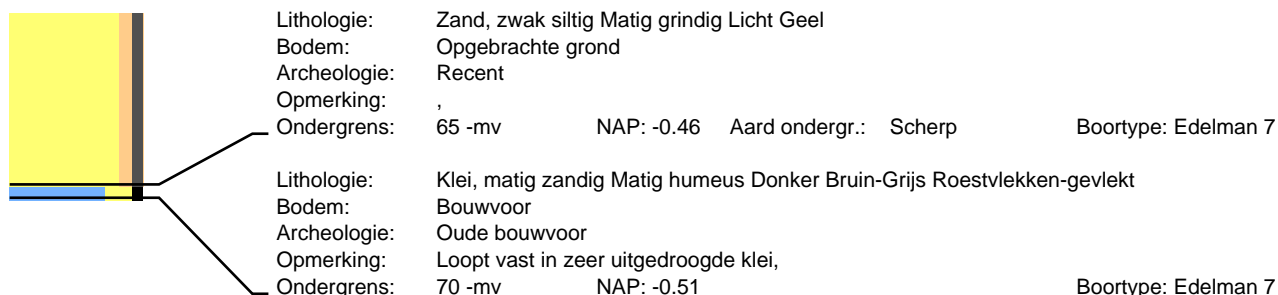 Lithologie: Zand, zwak siltig Matig grindig Licht Geel
Bodem: Opgebrachte grond
Archeologie: Recent
Opmerking: ,
Ondergrens: 65 -mv NAP: -0.46 Aard ondergr.: Scherp Boortype: Edelman 7
Lithologie: Klei, matig zandig Matig humeus Donker Bruin-Grijs Roestvlekken-gevlekt
Bodem: Bouwvoor
Archeologie: Oude bouwvoor
Opmerking: Loopt vast in zeer uitgedroogde klei,
Ondergrens: 70 -mv NAP: -0.51 Boortype: Edelman 7